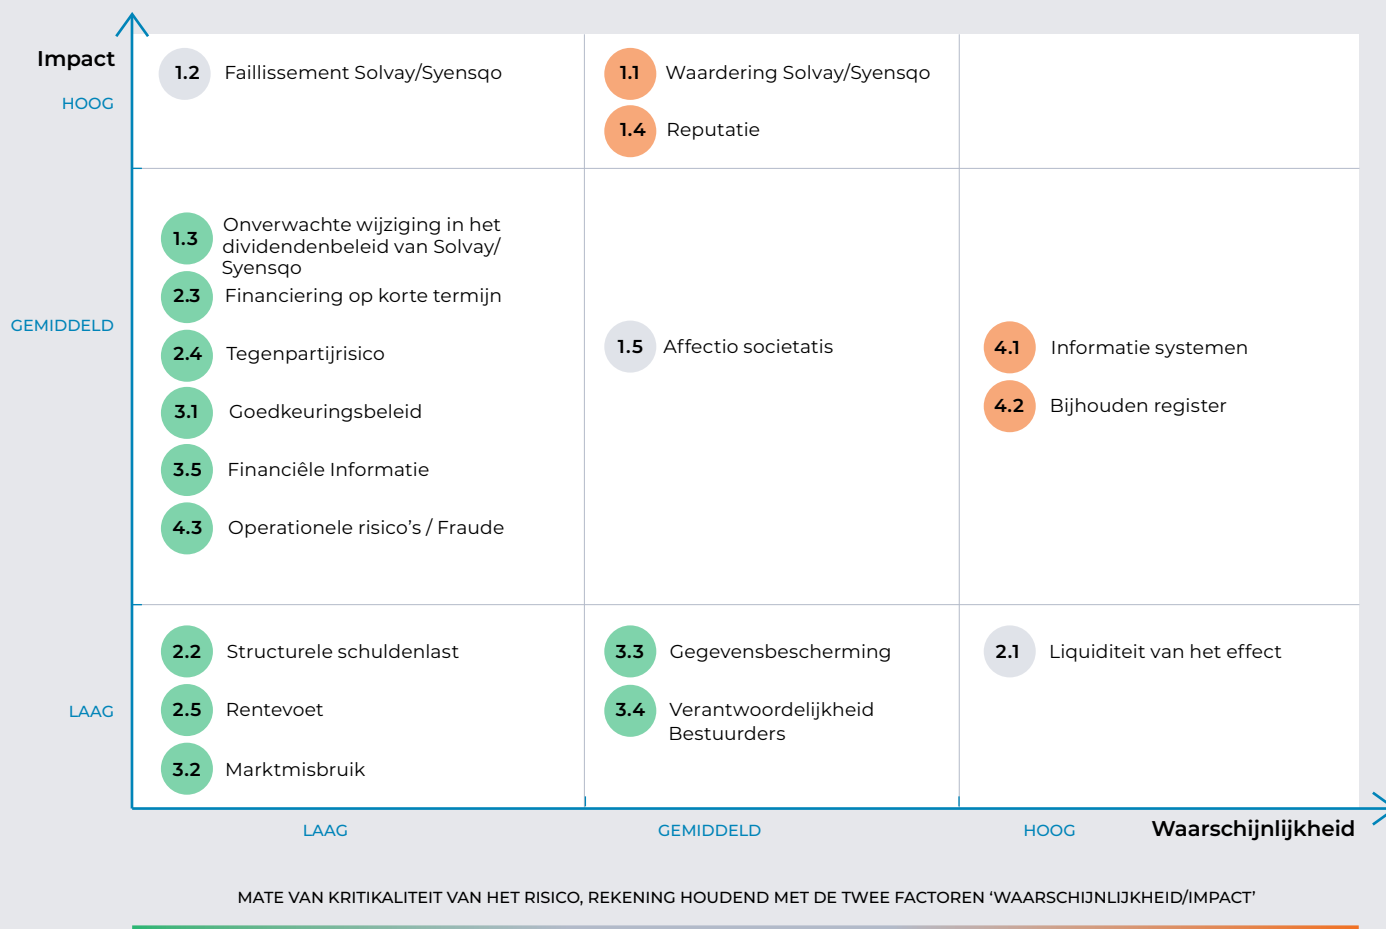 Impact
HOOG
1.2 Faillissement Solvay/Syensqo
1.1 Waardering Solvay/Syensqo
1.4 Reputatie
GEMIDDELD
1.3 Onverwachte wijziging in het
dividendenbeleid van Solvay/
Syensqo
2.3 Financiering op korte termijn
2.4 Tegenpartijrisico
3.1 Goedkeuringsbeleid
3.5 Financiêle Informatie
4.3 Operationele risico's / Fraude
1.5 Affectio societatis
4.1 Informatie systemen
4.2 Bijhouden register
LAAG
2.2 Structurele schuldenlast
2.5 Rentevoet
3.2 Marktmisbruik
3.3 Gegevensbescherming
3.4 Verantwoordelijkheid
Bestuurders
2.1 Liquiditeit van het effect
LAAG
GEMIDDELD
HOOG
Waarschijnlijkheid
MATE VAN KRITIKALITEIT VAN HET RISICO, REKENING HOUDEND MET DE TWEE FACTOREN ‘WAARSCHIJNLIJKHEID/IMPACT’